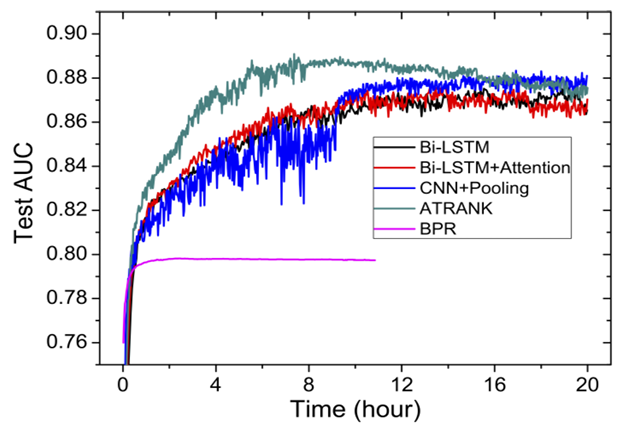 0.90
0.88
0.86
0.84
0.82
0.80
0.78
0.76
Test AUC
Bi-LSTM
Bi-LSTM+Attention
CNN+Pooling
ATRANK
BPR
0 4 8 12 16 20
Time (hour)